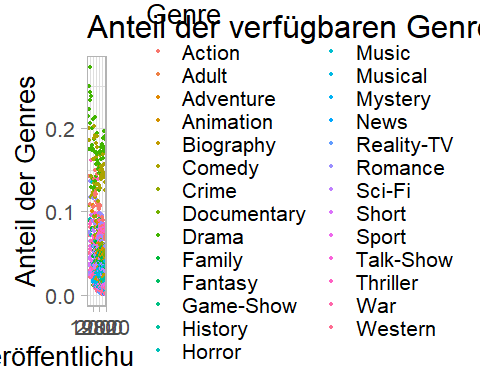 Genre
Anteil der verfügbaren Genre
Anteil der Genres
0.2
0.1
0.0
Action
Adult
Adventure
Animation
Biography
Comedy
Crime
Documentary
Drama
Family
Fantasy
Game-Show
History
Horror
Music
Musical
Mystery
News
Reality-TV
Romance
Sci-Fi
Short
Sport
Talk-Show
Thriller
War
Western
eröffentlichu